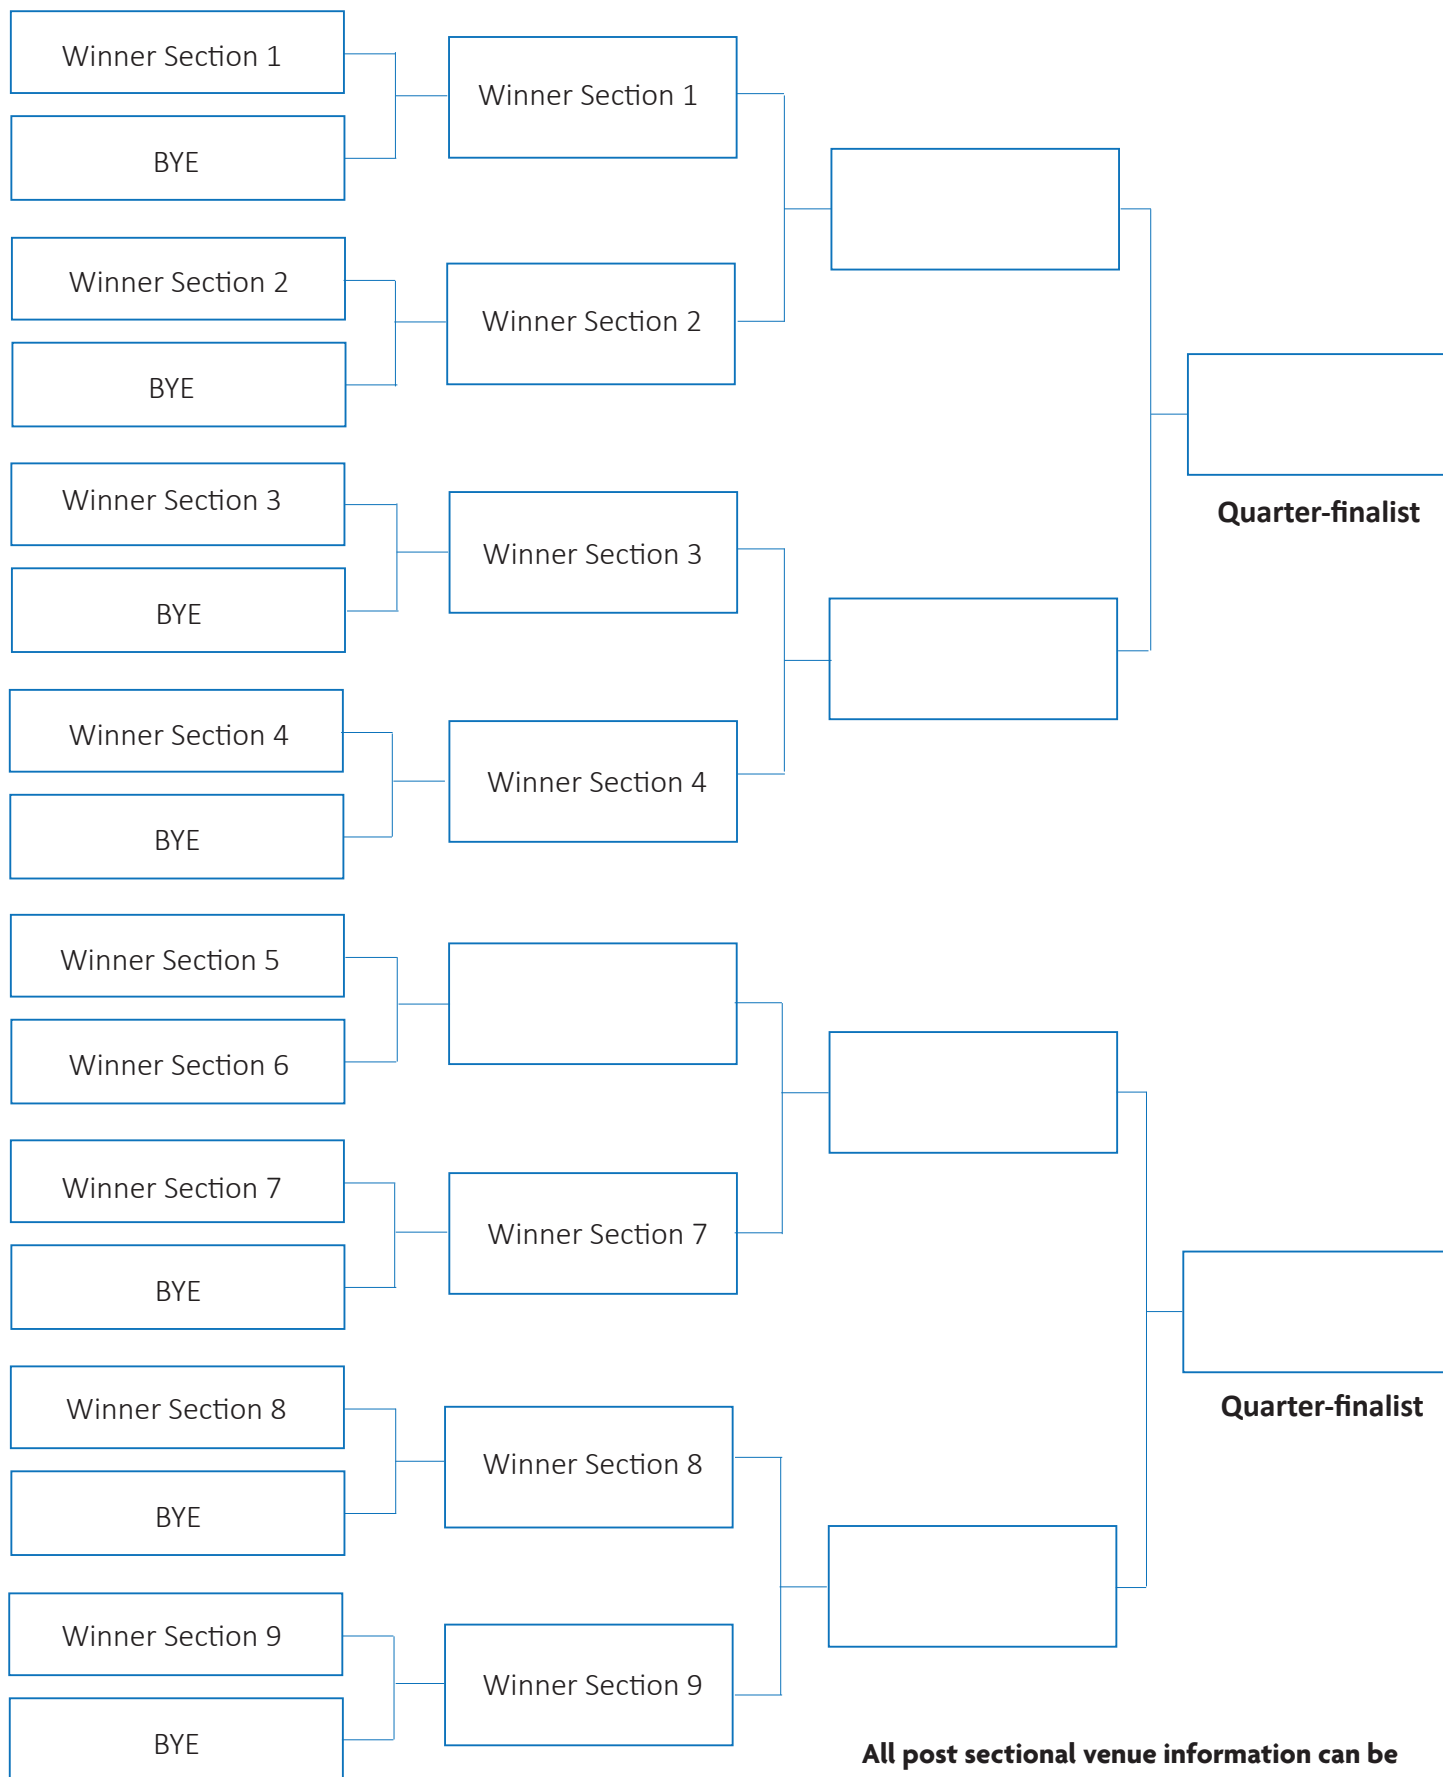 Winner Section 1
BYE
Winner Section 2
BYE
Winner Section 3
BYE
Winner Section 4
BYE
Winner Section 5
Winner Section 6
Winner Section 7
BYE
Winner Section 8
BYE
Winner Section 9
BYE
Winner Section 1
Winner Section 2
Winner Section 3
Winner Section 4
Winner Section 7
Winner Section 8
Winner Section 9
Quarter-finalist
Quarter-finalist
All post sectional venue information can be